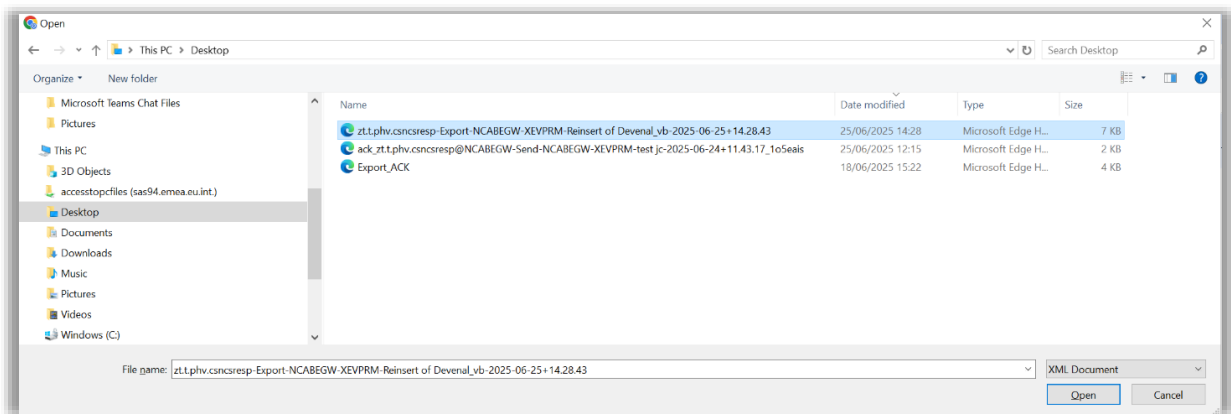 Open
This PC > Desktop
Search Desktop
Organize
New folder
Microsoft Teams Chat Files
Pictures
This PC
3D Objects
accesstopcfiles (sas94.emea.eu.int.)
Desktop
Documents
Downloads
Music
Pictures
Videos
Windows (C:)
Name Date modified Type Size
zt.t.phv.csncsresp-Export-NCABEGW-XEVPRM-Reinsert of Devenal_vb-2025-06-25+14.28.43 25/06/2025 14:28 Microsoft Edge H... 7 KB
ack_zt.t.phv.csncsresp@NCABEGW-Send-NCABEGW-XEVPRM-test jc-2025-06-24+11.43.17_1o5eais 25/06/2025 12:15 Microsoft Edge H... 2 KB
Export_ACK 18/06/2025 15:22 Microsoft Edge H... 4 KB
File name: zt.t.phv.csncsresp-Export-NCABEGW-XEVPRM-Reinsert of Devenal_vb-2025-06-25+14.28.43
XML Document
Open
Cancel